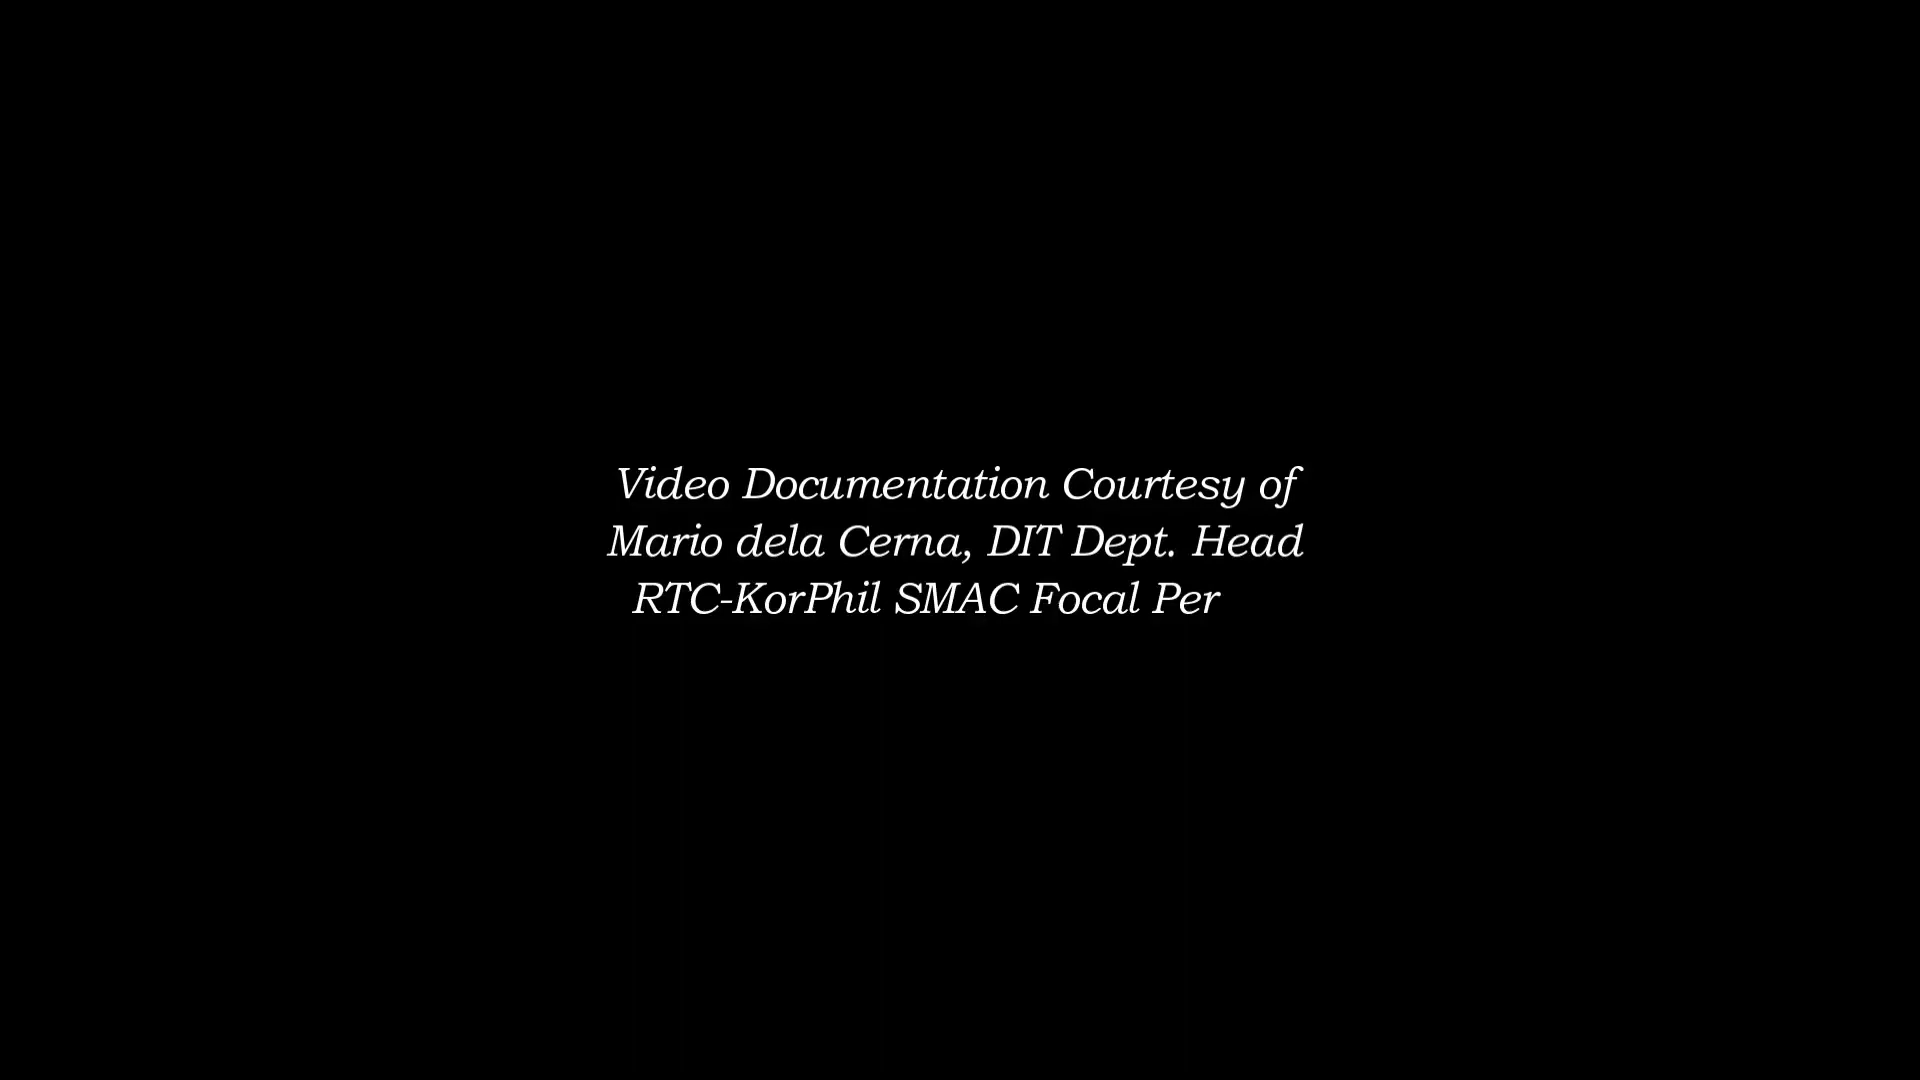 Video Documentation Courtesy of
Mario dela Cerna, DIT Dept. Head
RTC-KorPhil SMAC Focal Per